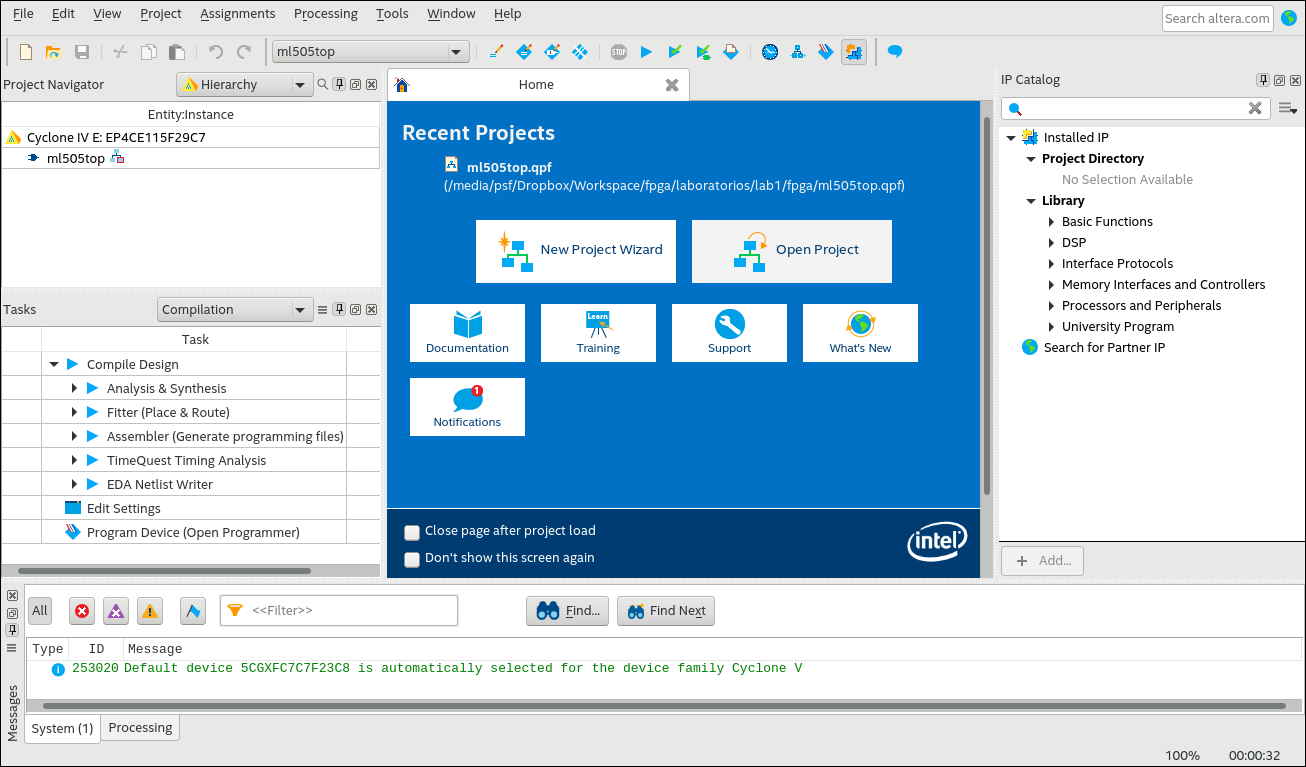 File Edit View Project Assignments Processing Tools Window Help
Search altera.com
ml505top
STOP
Project Navigator
Hierarchy
Entity:Instance
Cyclone IV E: EP4CE115F29C7
ml505top
Tasks
Compilation
Task
Compile Design
Analysis & Synthesis
Fitter (Place & Route)
Assembler (Generate programming files)
TimeQuest Timing Analysis
EDA Netlist Writer
Edit Settings
Program Device (Open Programmer)
Home
Recent Projects
ml505top.qpf
(/media/psf/Dropbox/Workspace/fpga/laboratorios/lab1/fpga/ml505top.qpf)
New Project Wizard
Open Project
Documentation
Learn
Training
Support
What's New
1
Notifications
Close page after project load
Don't show this screen again
intel
IP Catalog
Installed IP
Project Directory
No Selection Available
Library
Basic Functions
DSP
Interface Protocols
Memory Interfaces and Controllers
Processors and Peripherals
University Program
Search for Partner IP
+ Add...
Messages
All
<<Filter>>
Find...
Find Next
Type ID Message
253020 Default device 5CGXFC7C7F23C8 is automatically selected for the device family Cyclone V
System (1) Processing
100% 00:00:32